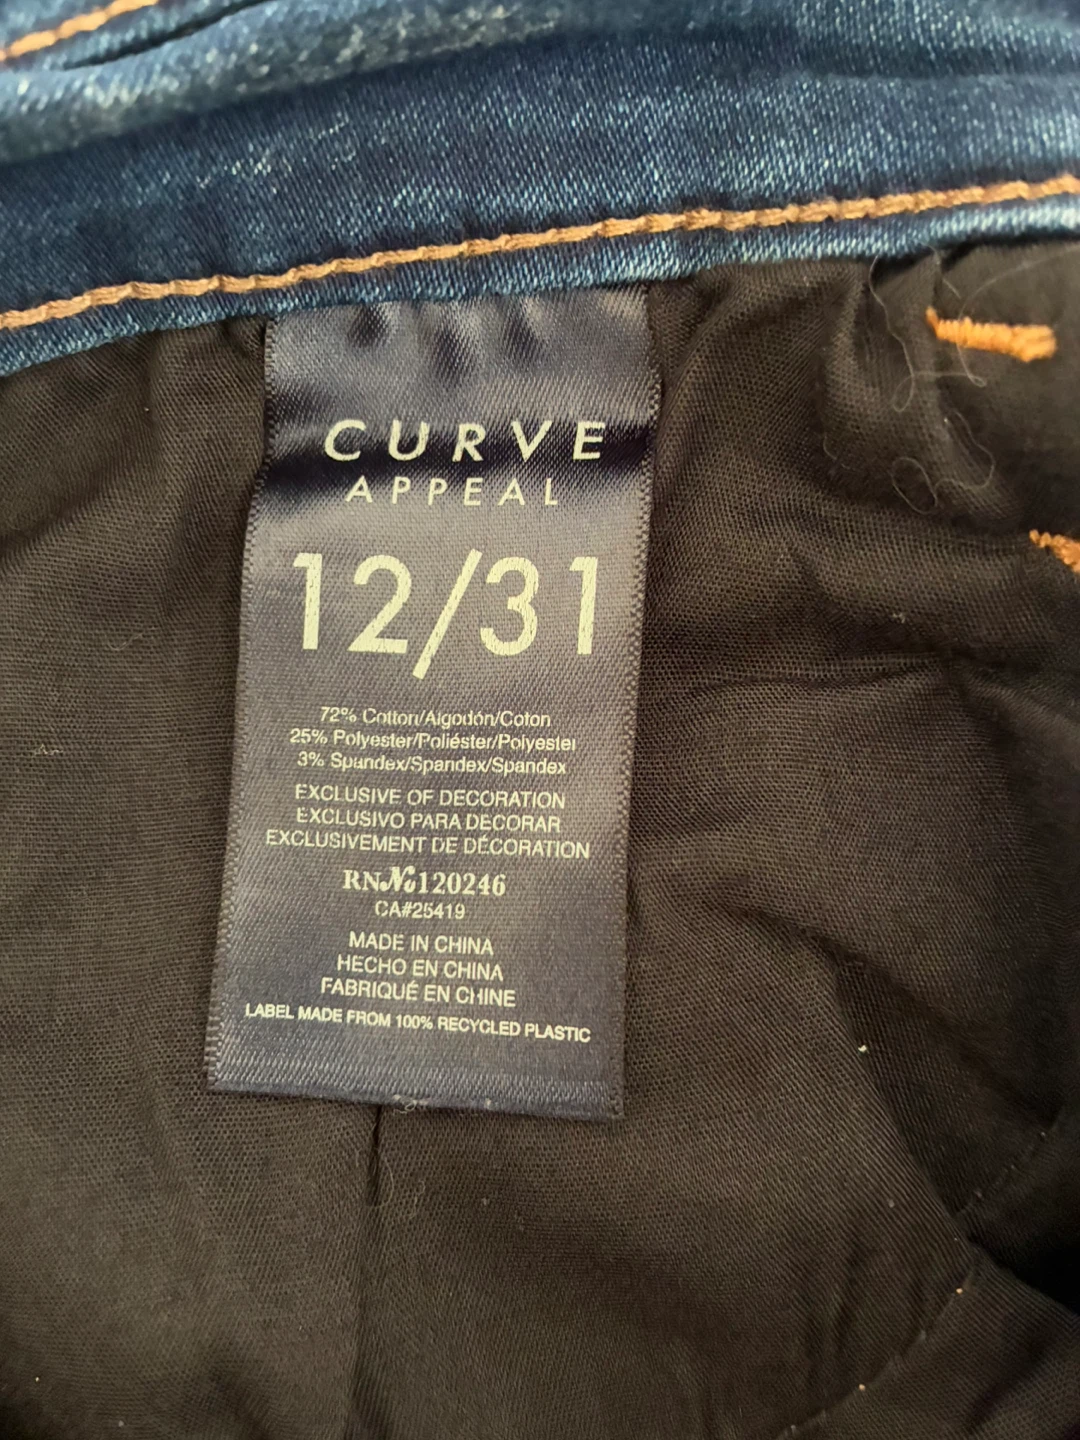 CURVE
APPEAL
12/31
72% Cotton/Algodón/Coton
25% Polyester/Poliéster/Polyester
3% Spandex/Spandex/Spandex
EXCLUSIVE OF DECORATION
EXCLUSIVO PARA DECORAR
EXCLUSIVEMENT DE DÉCORATION
RN№120246
CA#25419
MADE IN CHINA
HECHO EN CHINA
FABRIQUÉ EN CHINE
LABEL MADE FROM 100% RECYCLED PLASTIC